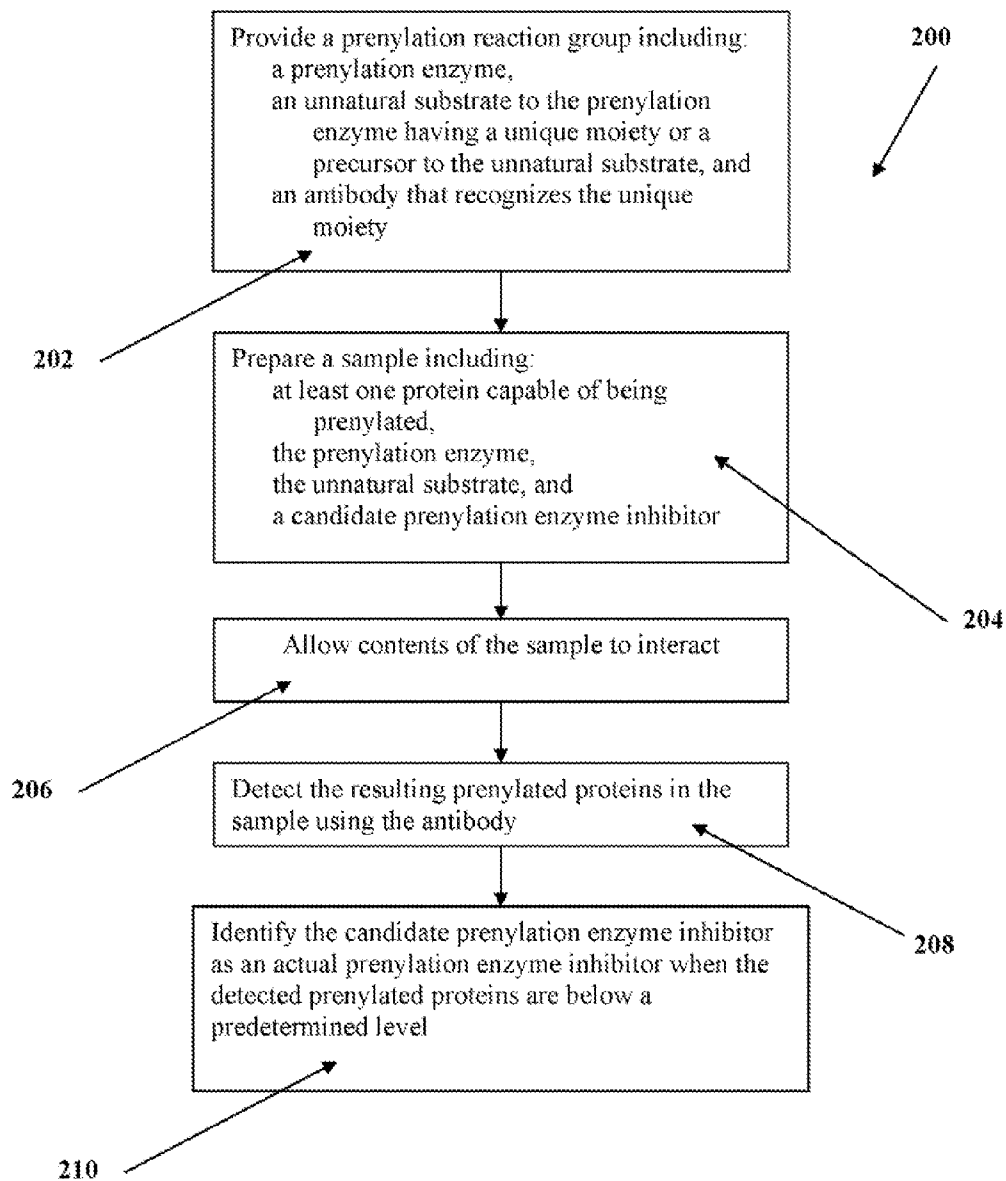 Provide a prenylation reaction group including:
a prenylation enzyme,
an unnatural substrate to the prenylation
enzyme having a unique moiety or a
precursor to the unnatural substrate, and
an antibody that recognizes the unique
moiety
200
202
Prepare a sample including:
at least one protein capable of being
prenylated,
the prenylation enzyme,
the unnatural substrate, and
a candidate prenylation enzyme inhibitor
204
Allow contents of the sample to interact
206
Detect the resulting prenylated proteins in the
sample using the antibody
208
Identify the candidate prenylation enzyme inhibitor
as an actual prenylation enzyme inhibitor when the
detected prenylated proteins are below a
predetermined level
210